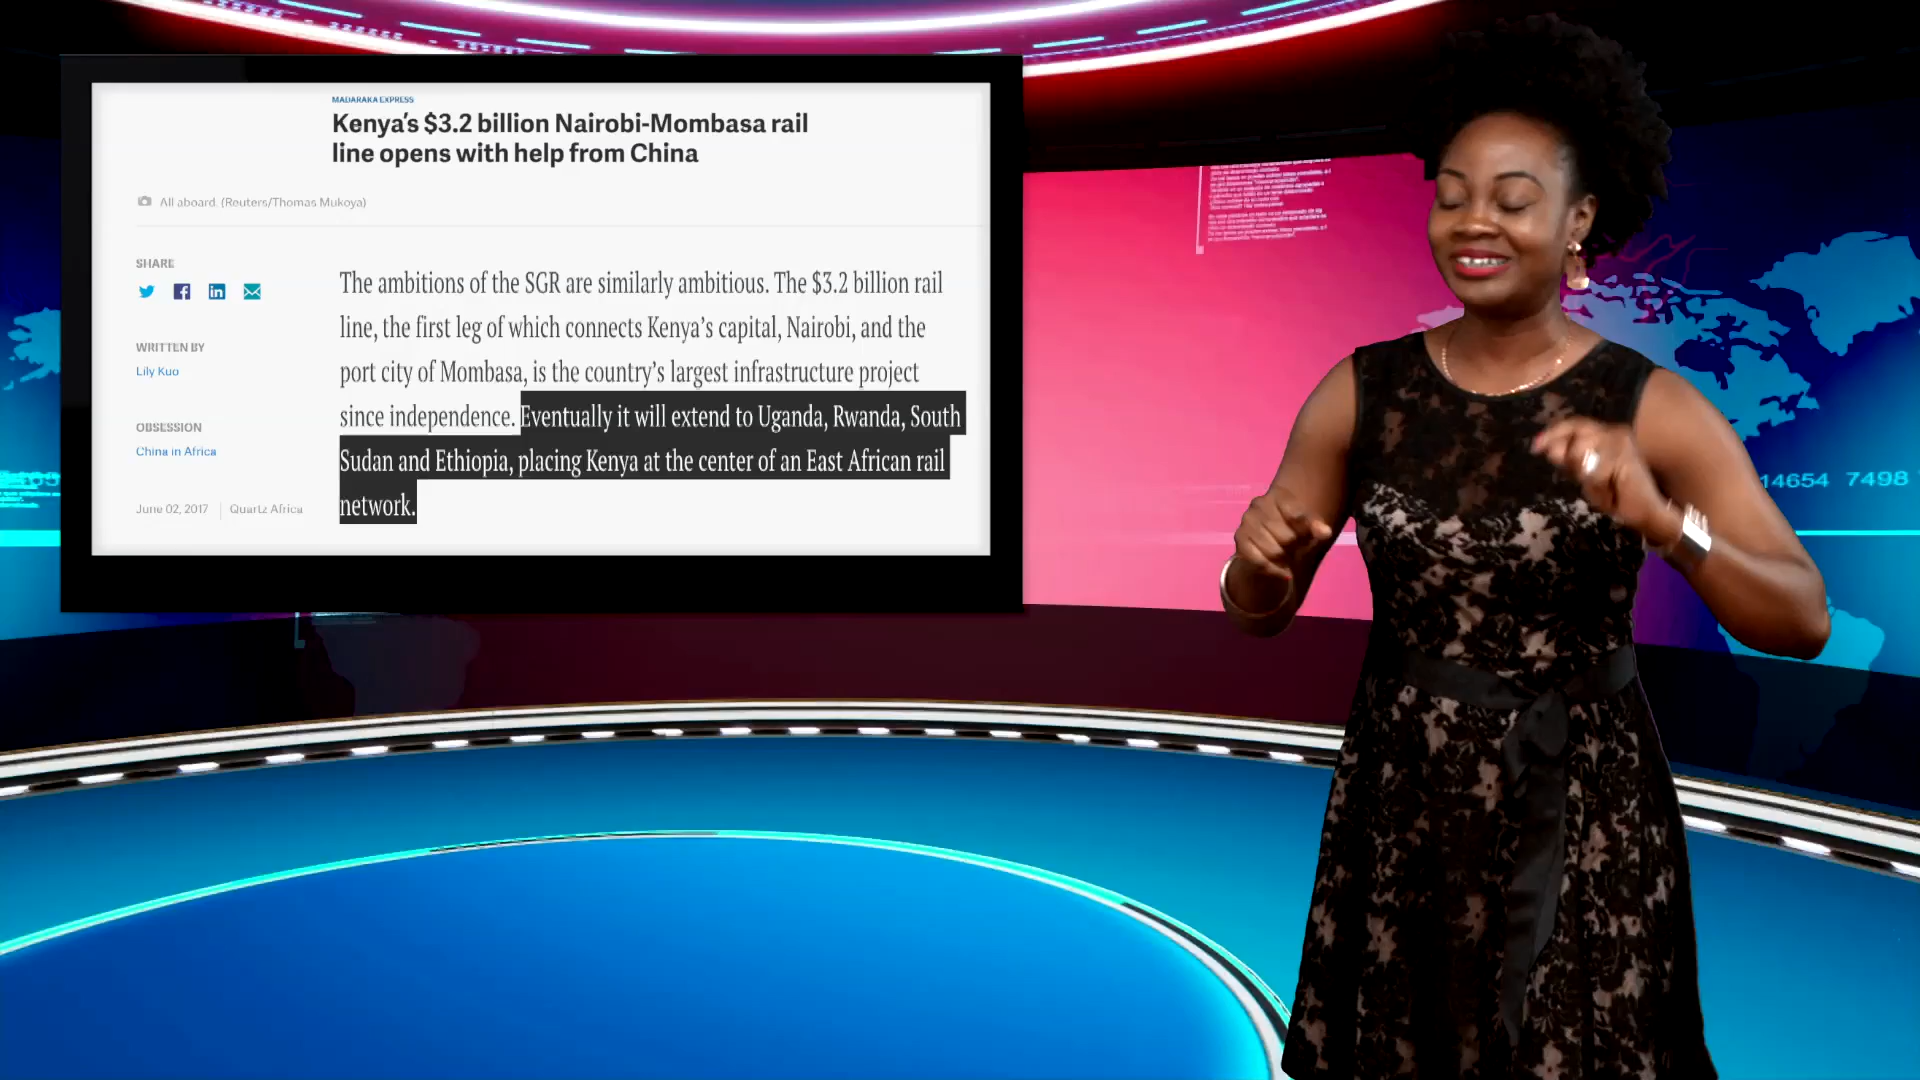 MADARAKA EXPRESS
Kenya's $3.2 billion Nairobi-Mombasa rail
line opens with help from China
All aboard. (Reuters/Thomas Mukoya)
SHARE
WRITTEN BY
Lily Kuo
OBSESSION
China in Africa
June 02, 2017
Quartz Africa
The ambitions of the SGR are similarly ambitious. The $3.2 billion rail
line, the first leg of which connects Kenya's capital, Nairobi, and the
port city of Mombasa, is the country's largest infrastructure project
since independence. Eventually it will extend to Uganda, Rwanda, South
Sudan and Ethiopia, placing Kenya at the center of an East African rail
network.
14654 7498